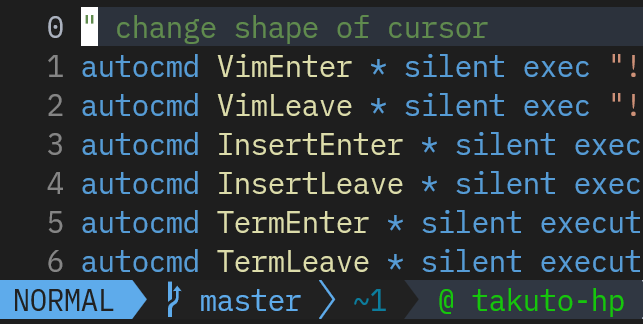 0 " change shape of cursor
1 autocmd VimEnter * silent exec "!
2 autocmd VimLeave * silent exec "!
3 autocmd InsertEnter * silent exec
4 autocmd InsertLeave * silent exec
5 autocmd TermEnter * silent execut
6 autocmd TermLeave * silent execut
NORMAL master ~1 @ takuto-hp